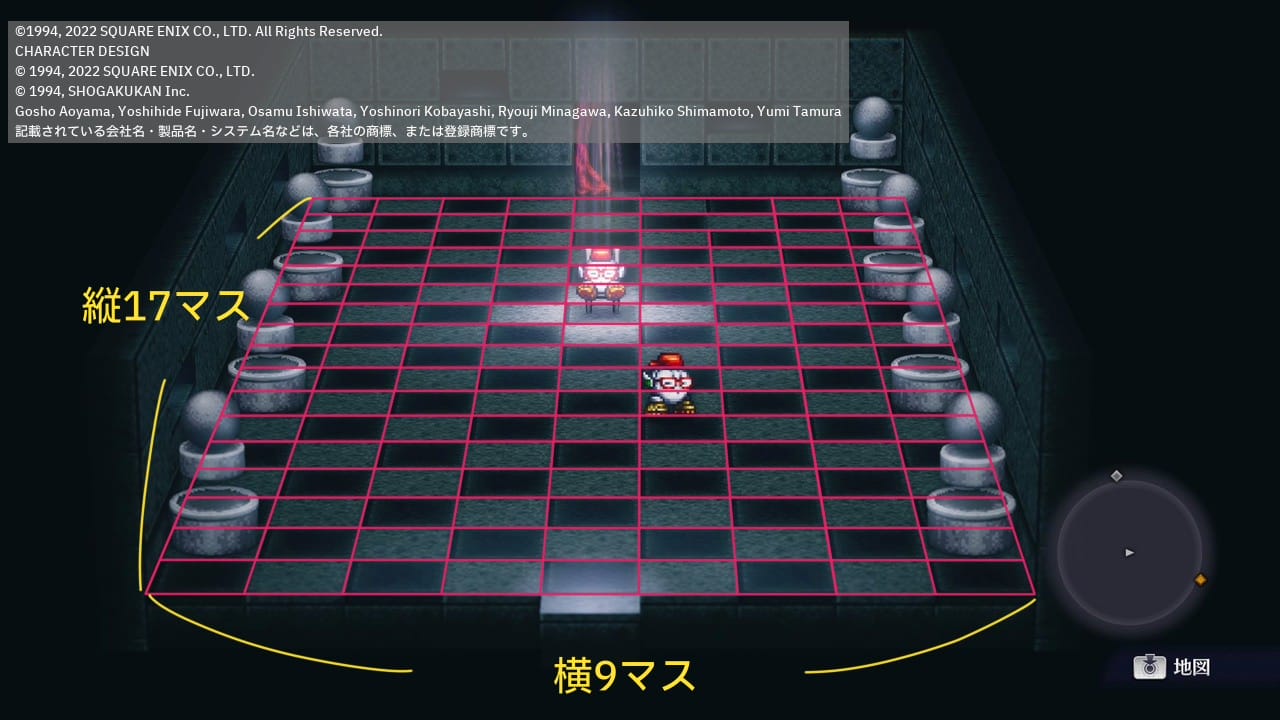 ©1994, 2022 SQUARE ENIX CO., LTD. All Rights Reserved.
CHARACTER DESIGN
© 1994, 2022 SQUARE ENIX CO., LTD.
© 1994, SHOGAKUKAN Inc.
Gosho Aoyama, Yoshihide Fujiwara, Osamu Ishiwata, Yoshinori Kobayashi, Ryouji Minagawa, Kazuhiko Shimamoto, Yumi Tamura
記載されている会社名・製品名・システム名などは、各社の商標、または登録商標です。
縦17マス
横9マス
地図